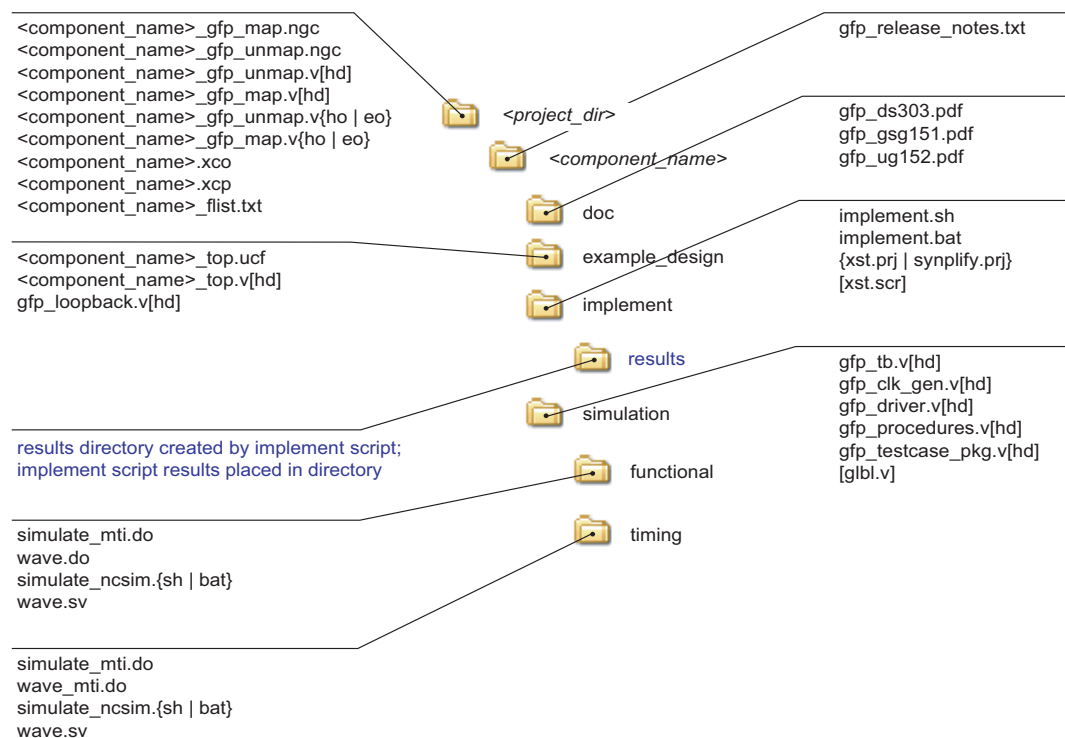 <component_name>_gfp_map.ngc
<component_name>_gfp_unmap.ngc
<component_name>_gfp_unmap.v[hd]
<component_name>_gfp_map.v[hd]
<component_name>_gfp_unmap.v{ho | eo}
<component_name>_gfp_map.v{ho | eo}
<component_name>.xco
<component_name>.xcp
<component_name>_flist.txt
<component_name>_top.ucf
<component_name>_top.v[hd]
gfp_loopback.v[hd]
results directory created by implement script;
implement script results placed in directory
simulate_mti.do
wave.do
simulate_ncsim.{sh | bat}
wave.sv
simulate_mti.do
wave_mti.do
simulate_ncsim.{sh | bat}
wave.sv
<project_dir>
<component_name>
doc
example_design
implement
results
simulation
functional
timing
gfp_release_notes.txt
gfp_ds303.pdf
gfp_gsg151.pdf
gfp_ug152.pdf
implement.sh
implement.bat
{xst.prj | synplify.prj}
[xst.scr]
gfp_tb.v[hd]
gfp_clk_gen.v[hd]
gfp_driver.v[hd]
gfp_procedures.v[hd]
gfp_testcase_pkg.v[hd]
[glbl.v]